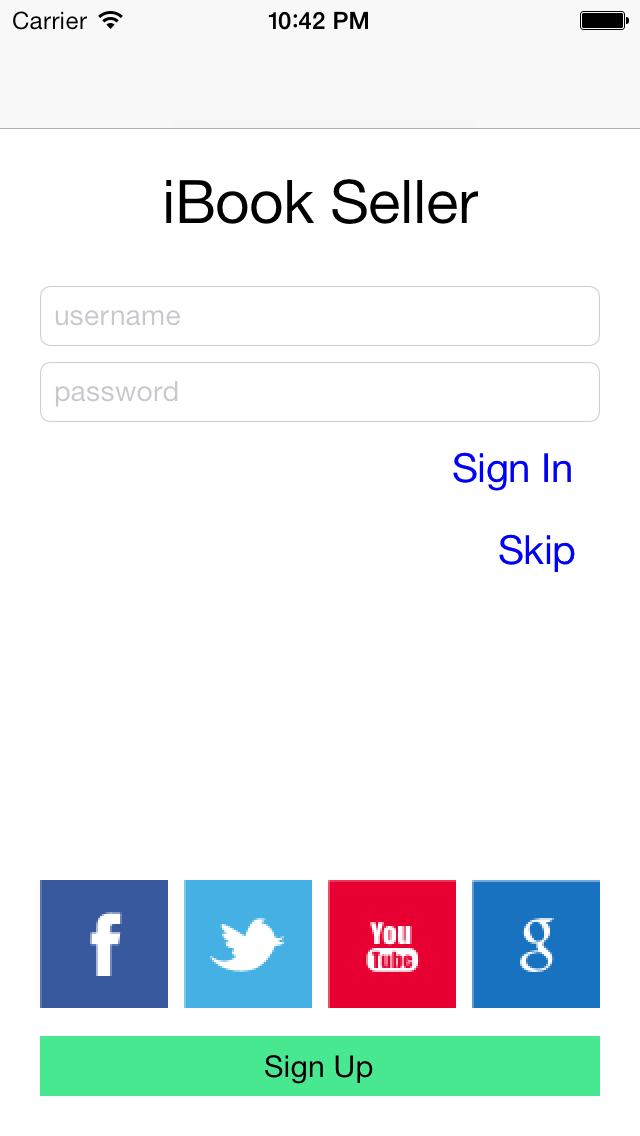 Carrier 10:42 PM
iBook Seller
username
password
Sign In
Skip
f You Tube g
Sign Up